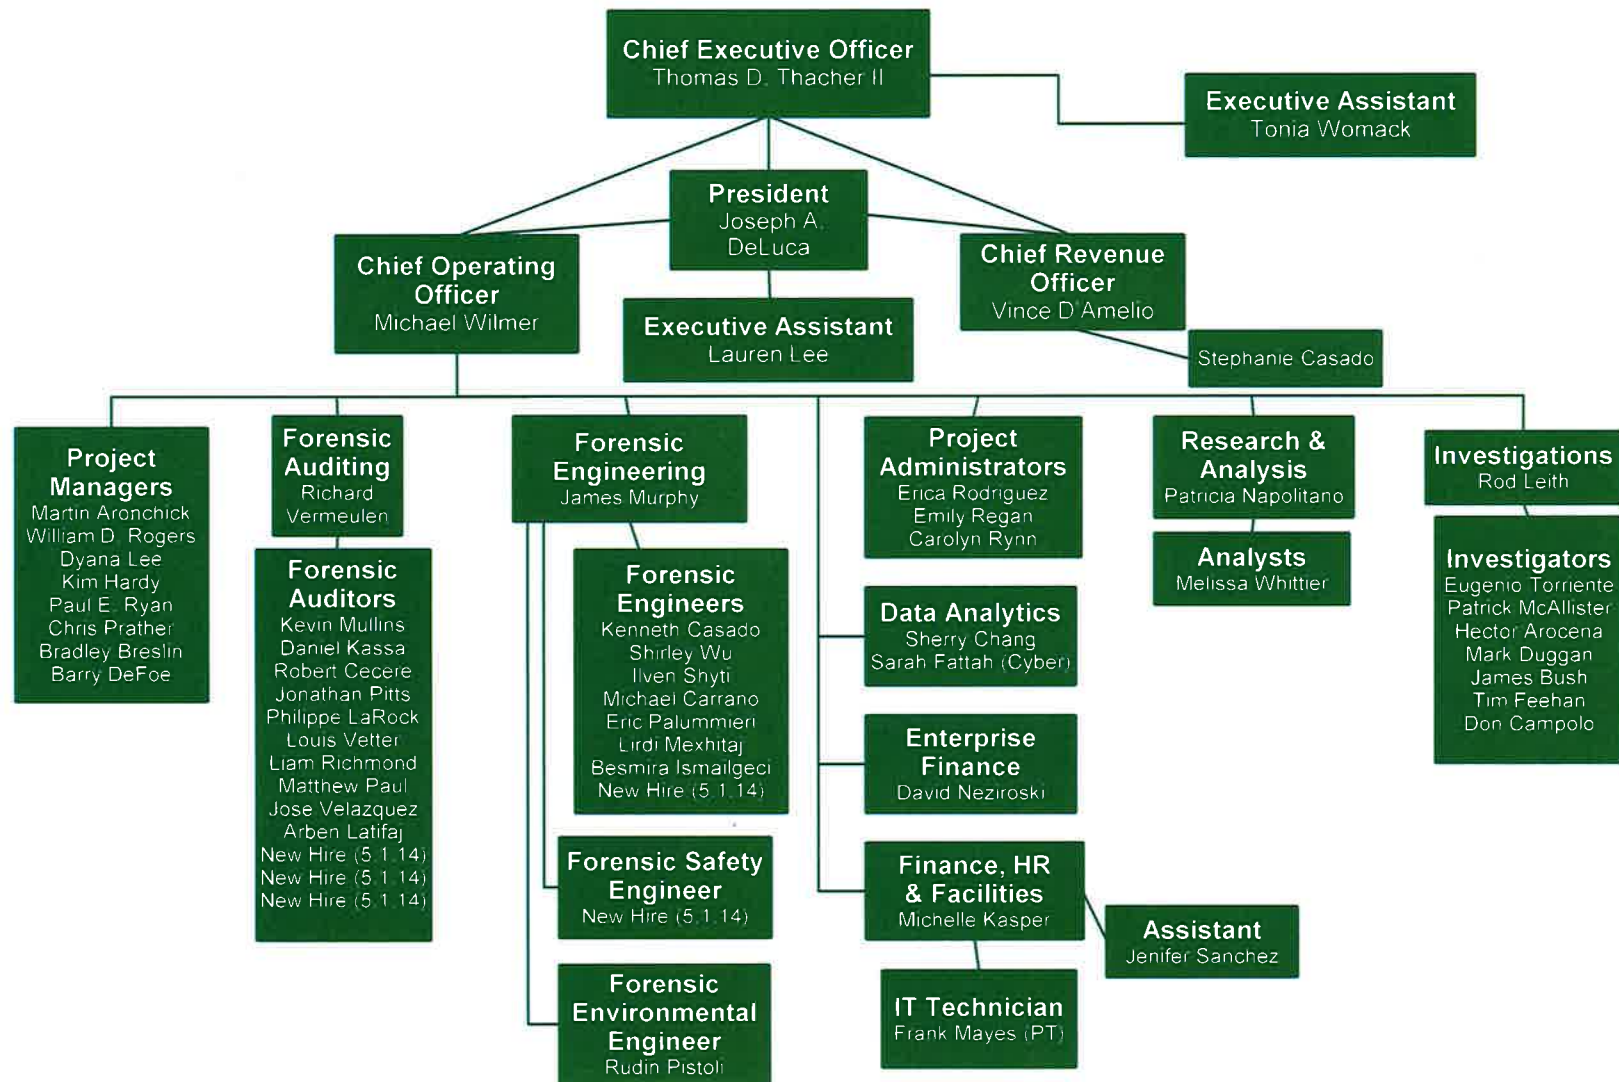 Chief Executive Officer
Thomas D. Thacher II
Executive Assistant
Tonia Womack
President
Joseph A.
DeLuca
Chief Operating
Officer
Michael Wilmer
Chief Revenue
Officer
Vince D'Amelio
Executive Assistant
Lauren Lee
Stephanie Casado
Project
Managers
Martin Aronchick
William D. Rogers
Dyana Lee
Kim Hardy
Paul E. Ryan
Chris Prather
Bradley Breslin
Barry DeFoe
Forensic
Auditing
Richard
Vermeulen
Forensic
Auditors
Kevin Mullins
Daniel Kassa
Robert Cecere
Jonathan Pitts
Philippe LaRock
Louis Vetter
Liam Richmond
Matthew Paul
Jose Velazquez
Arben Latifaj
New Hire (5.1.14)
New Hire (5.1.14)
New Hire (5.1.14)
Forensic
Engineering
James Murphy
Forensic
Engineers
Kenneth Casado
Shirley Wu
Ilven Shyti
Michael Carrano
Eric Palummieri
Lirdi Mexhitaj
Besmira Ismailgeci
New Hire (5.1.14)
Forensic Safety
Engineer
New Hire (5.1.14)
Forensic
Environmental
Engineer
Rudin Pistoli
Project
Administrators
Erica Rodriguez
Emily Regan
Carolyn Rynn
Data Analytics
Sherry Chang
Sarah Fattah (Cyber)
Enterprise
Finance
David Neziroski
Finance, HR
& Facilities
Michelle Kasper
Assistant
Jenifer Sanchez
IT Technician
Frank Mayes (PT)
Research &
Analysis
Patricia Napolitano
Analysts
Melissa Whittier
Investigations
Rod Leith
Investigators
Eugenio Torriente
Patrick McAllister
Hector Arocena
Mark Duggan
James Bush
Tim Feehan
Don Campolo